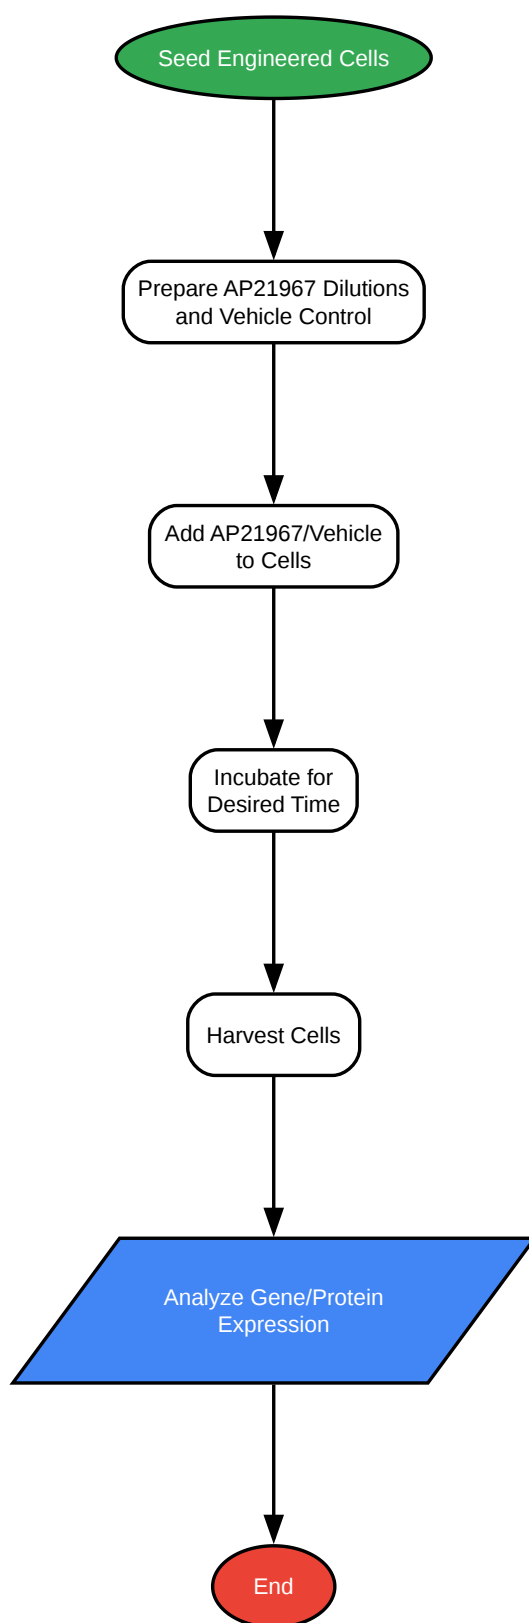 Seed Engineered Cells
Prepare AP21967 Dilutions
and Vehicle Control
Add AP21967/Vehicle
to Cells
Incubate for
Desired Time
Harvest Cells
Analyze Gene/Protein
Expression
End